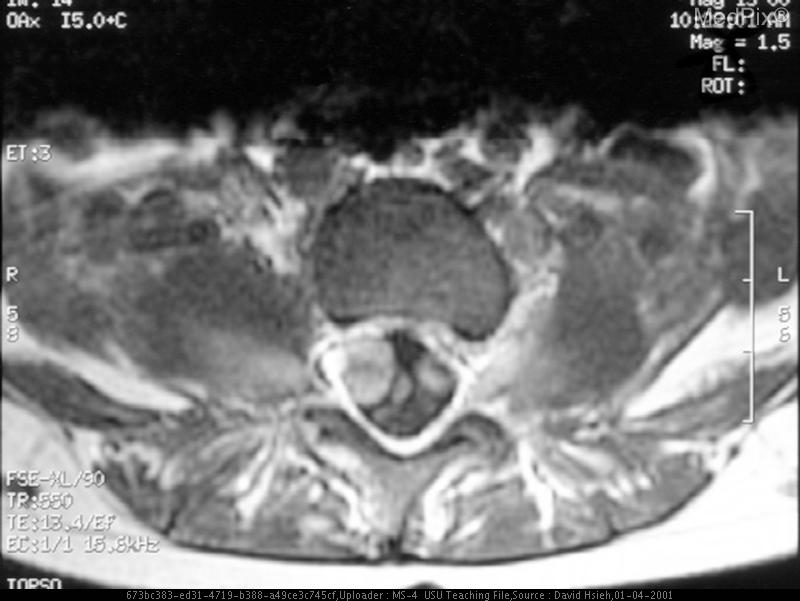 OAx I5.0+C
MedPix®
Mag = 1.5
FL:
ROT:
ET:3
R
L
FSE-XL/90
TR:550
TE:13.4/EF
EC:1/1 15.6kHz
TORSO
673bc383-ed31-4719-b388-a49ce3c745cf,Uploader : MS-4 USU Teaching File,Source : David Hsieh,01-04-2001